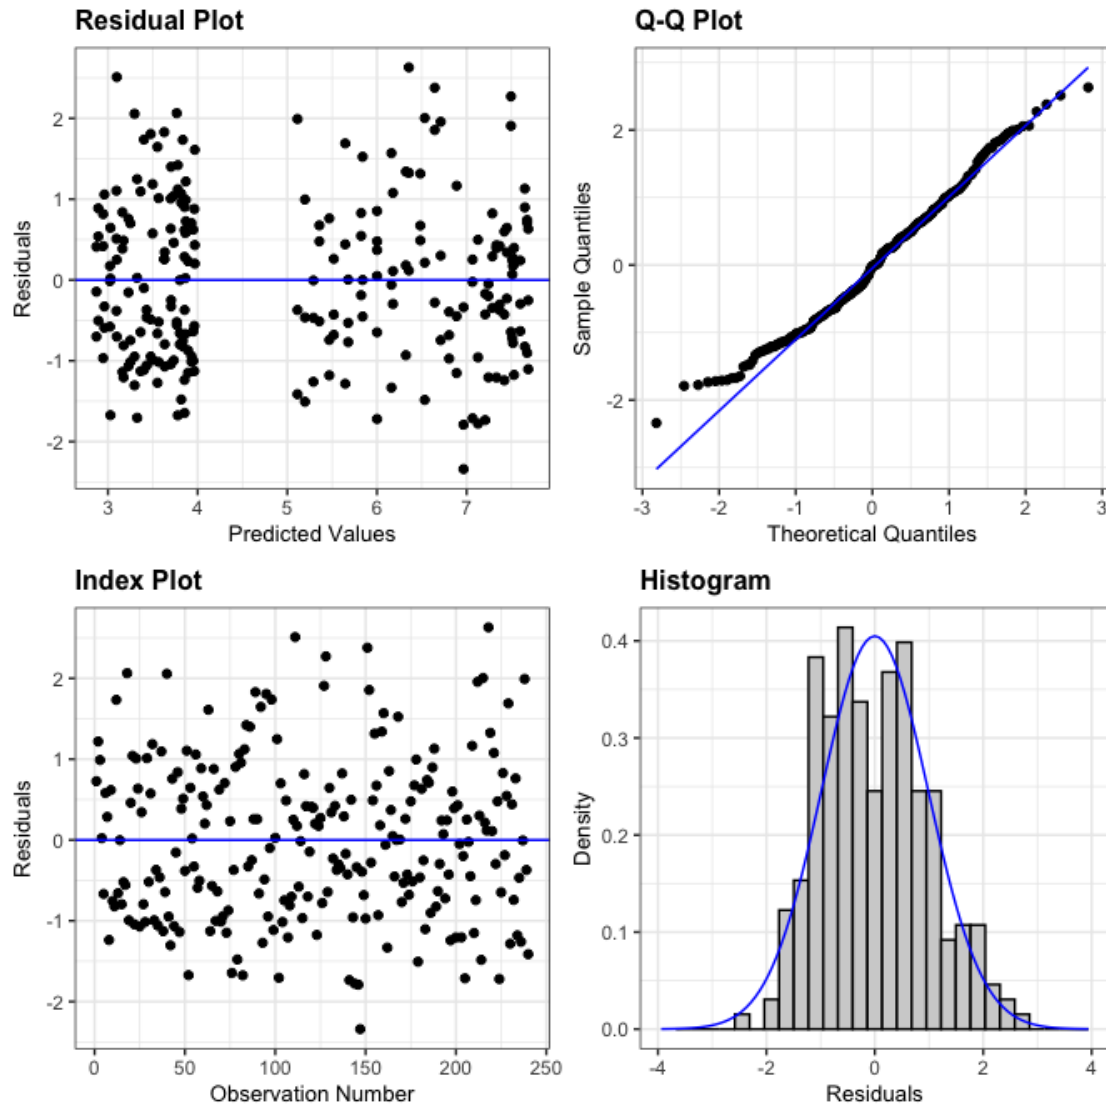 Residual Plot
2
1
0
-1
-2
Residuals
3 4 5 6 7
Predicted Values
Q-Q Plot
2
0
-2
Sample Quantiles
-3 -2 -1 0 1 2 3
Theoretical Quantiles
Index Plot
2
1
0
-1
-2
Residuals
0 50 100 150 200 250
Observation Number
Histogram
0.4
0.3
0.2
0.1
0.0
Density
-4 -2 0 2 4
Residuals